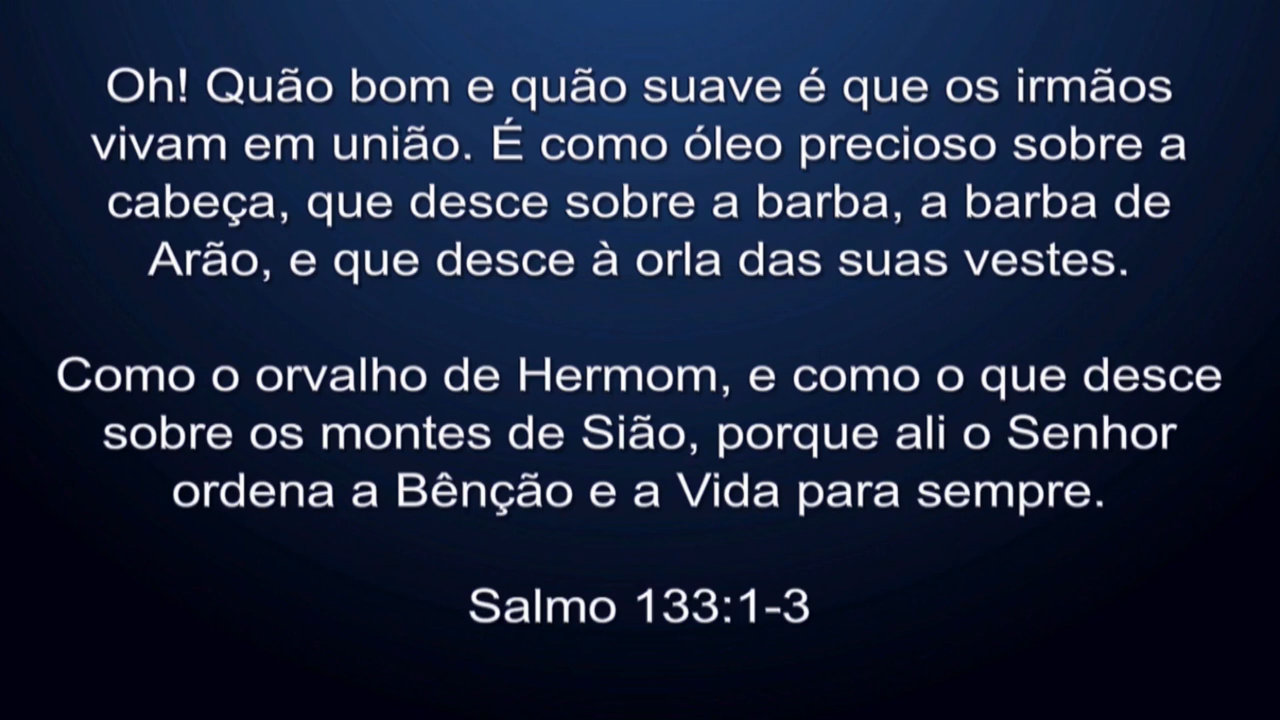 Oh! Quão bom e quão suave é que os irmãos
vivam em união. É como óleo precioso sobre a
cabeça, que desce sobre a barba, a barba de
Arão, e que desce à orla das suas vestes.
Como o orvalho de Hermom, e como o que desce
sobre os montes de Sião, porque ali o Senhor
ordena a Bênção e a Vida para sempre.
Salmo 133:1-3